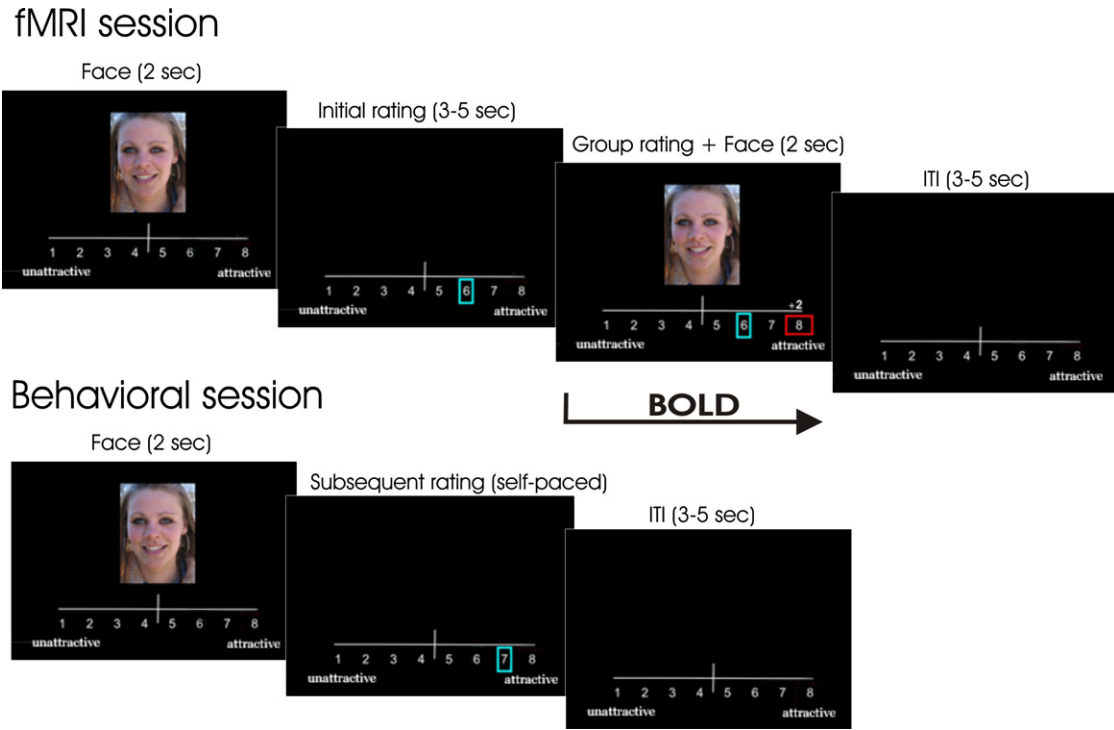 fMRI session
Face (2 sec)
1 2 3 4 5 6 7 8
unattractive attractive
Initial rating (3-5 sec)
1 2 3 4 5 6 7 8
unattractive attractive
Group rating + Face (2 sec)
+2
1 2 3 4 5 6 7 8
unattractive attractive
ITI (3-5 sec)
1 2 3 4 5 6 7 8
unattractive attractive
BOLD
Behavioral session
Face (2 sec)
1 2 3 4 5 6 7 8
unattractive attractive
Subsequent rating (self-paced)
1 2 3 4 5 6 7 8
unattractive attractive
ITI (3-5 sec)
1 2 3 4 5 6 7 8
unattractive attractive